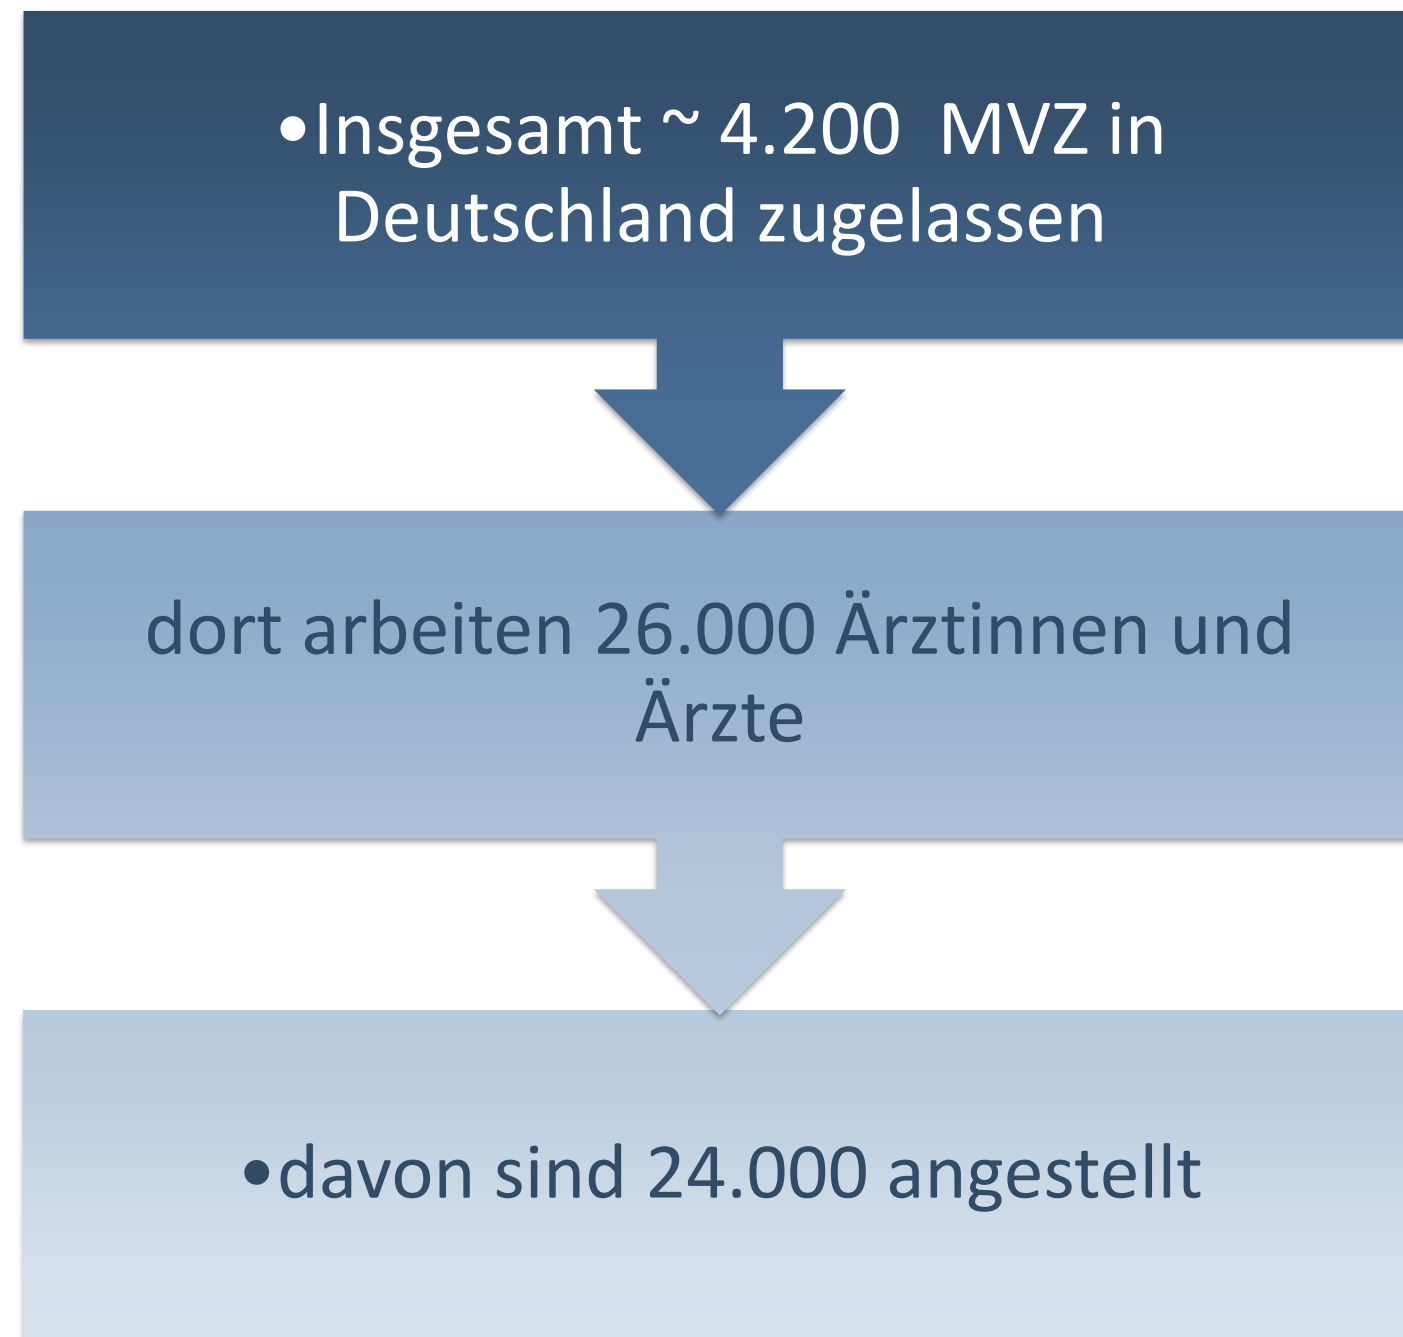 •Insgesamt ~ 4.200  MVZ in
Deutschland zugelassen
dort arbeiten 26.000 Ärztinnen und
Ärzte
•davon sind 24.000 angestellt